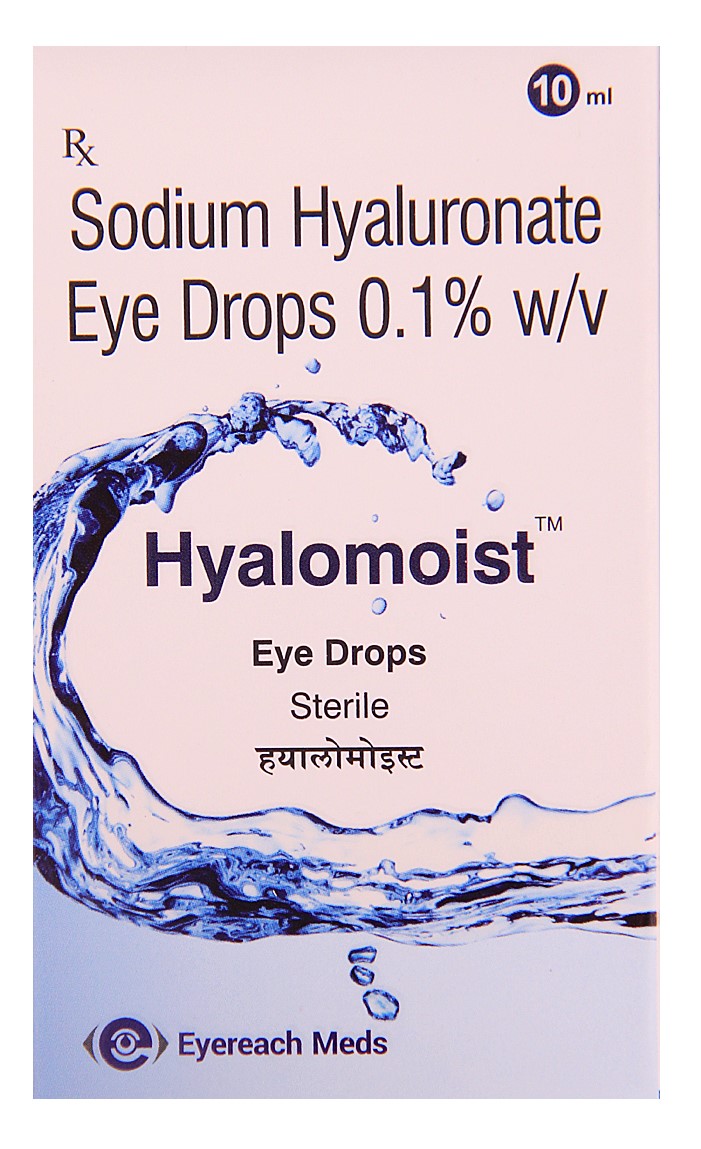 10 ml
Rx
Sodium Hyaluronate
Eye Drops 0.1% w/v
Hyalomoist™
Eye Drops
Sterile
हयालोमोइस्ट
e Eyereach Meds